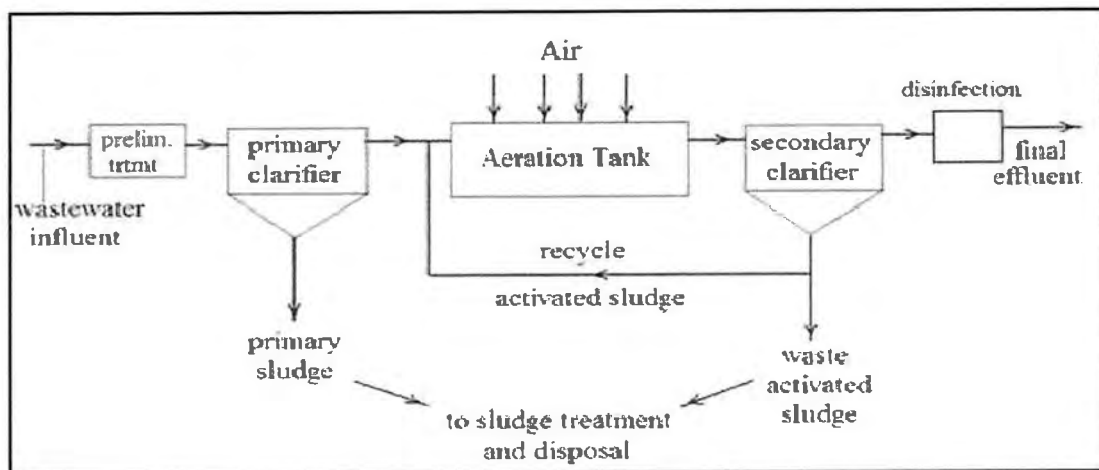 Air
disinfection
prelim.
trtmt
primary
clarifier
Aeration Tank
secondary
clarifier
final
effluent
wastewater
influent
recycle
activated sludge
primary
sludge
waste
activated
sludge
to sludge treatment
and disposal